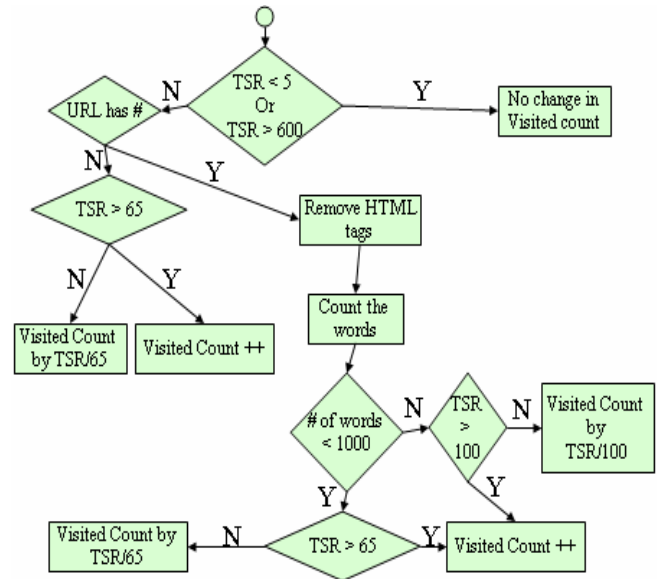 TSR < 5
Or
TSR > 600
N
Y
URL has #
No change in
Visited count
N
Y
TSR > 65
Remove HTML
tags
N
Y
Count the
words
Visited Count
by TSR/65
Visited Count ++
# of words
< 1000
N
TSR
>
100
N
Visited Count
by
TSR/100
Y
Y
Visited Count by
TSR/65
N
TSR > 65
Y
Visited Count ++